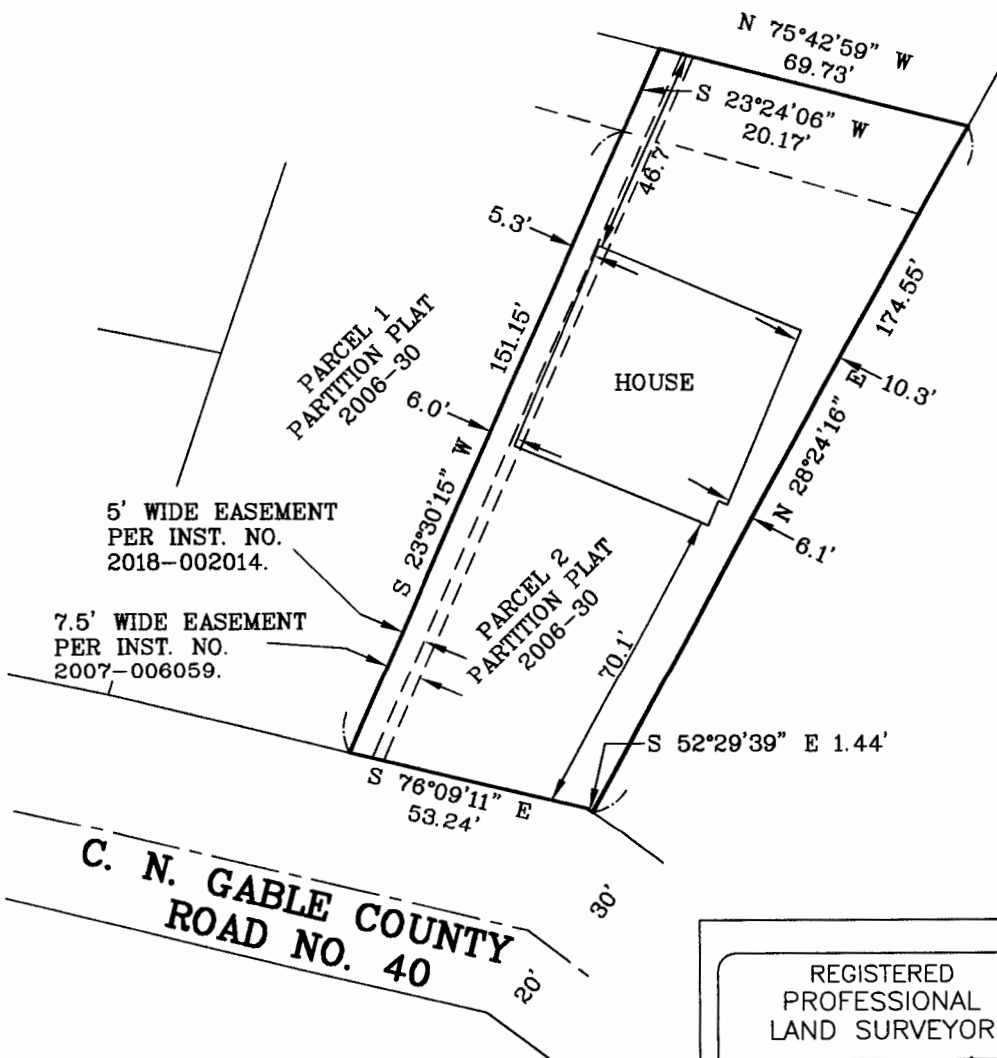 N 75°42'59" W
69.73'
S 23°24'06" W
20.17'
46.7'
5.3'
174.55'
PARCEL 1
PARTITION PLAT
2006-30
151.15'
HOUSE
10.3'
6.0'
N 28°24'16" E
S 23°30'15" W
5' WIDE EASEMENT
PER INST. NO.
2018-002014.
6.1'
7.5' WIDE EASEMENT
PER INST. NO.
2007-006059.
PARCEL 2
PARTITION PLAT
2006-30
70.1'
S 52°29'39" E 1.44'
S 76°09'11" E
53.24'
C. N. GABLE COUNTY
ROAD NO. 40
30'
20'
REGISTERED
PROFESSIONAL
LAND SURVEYOR